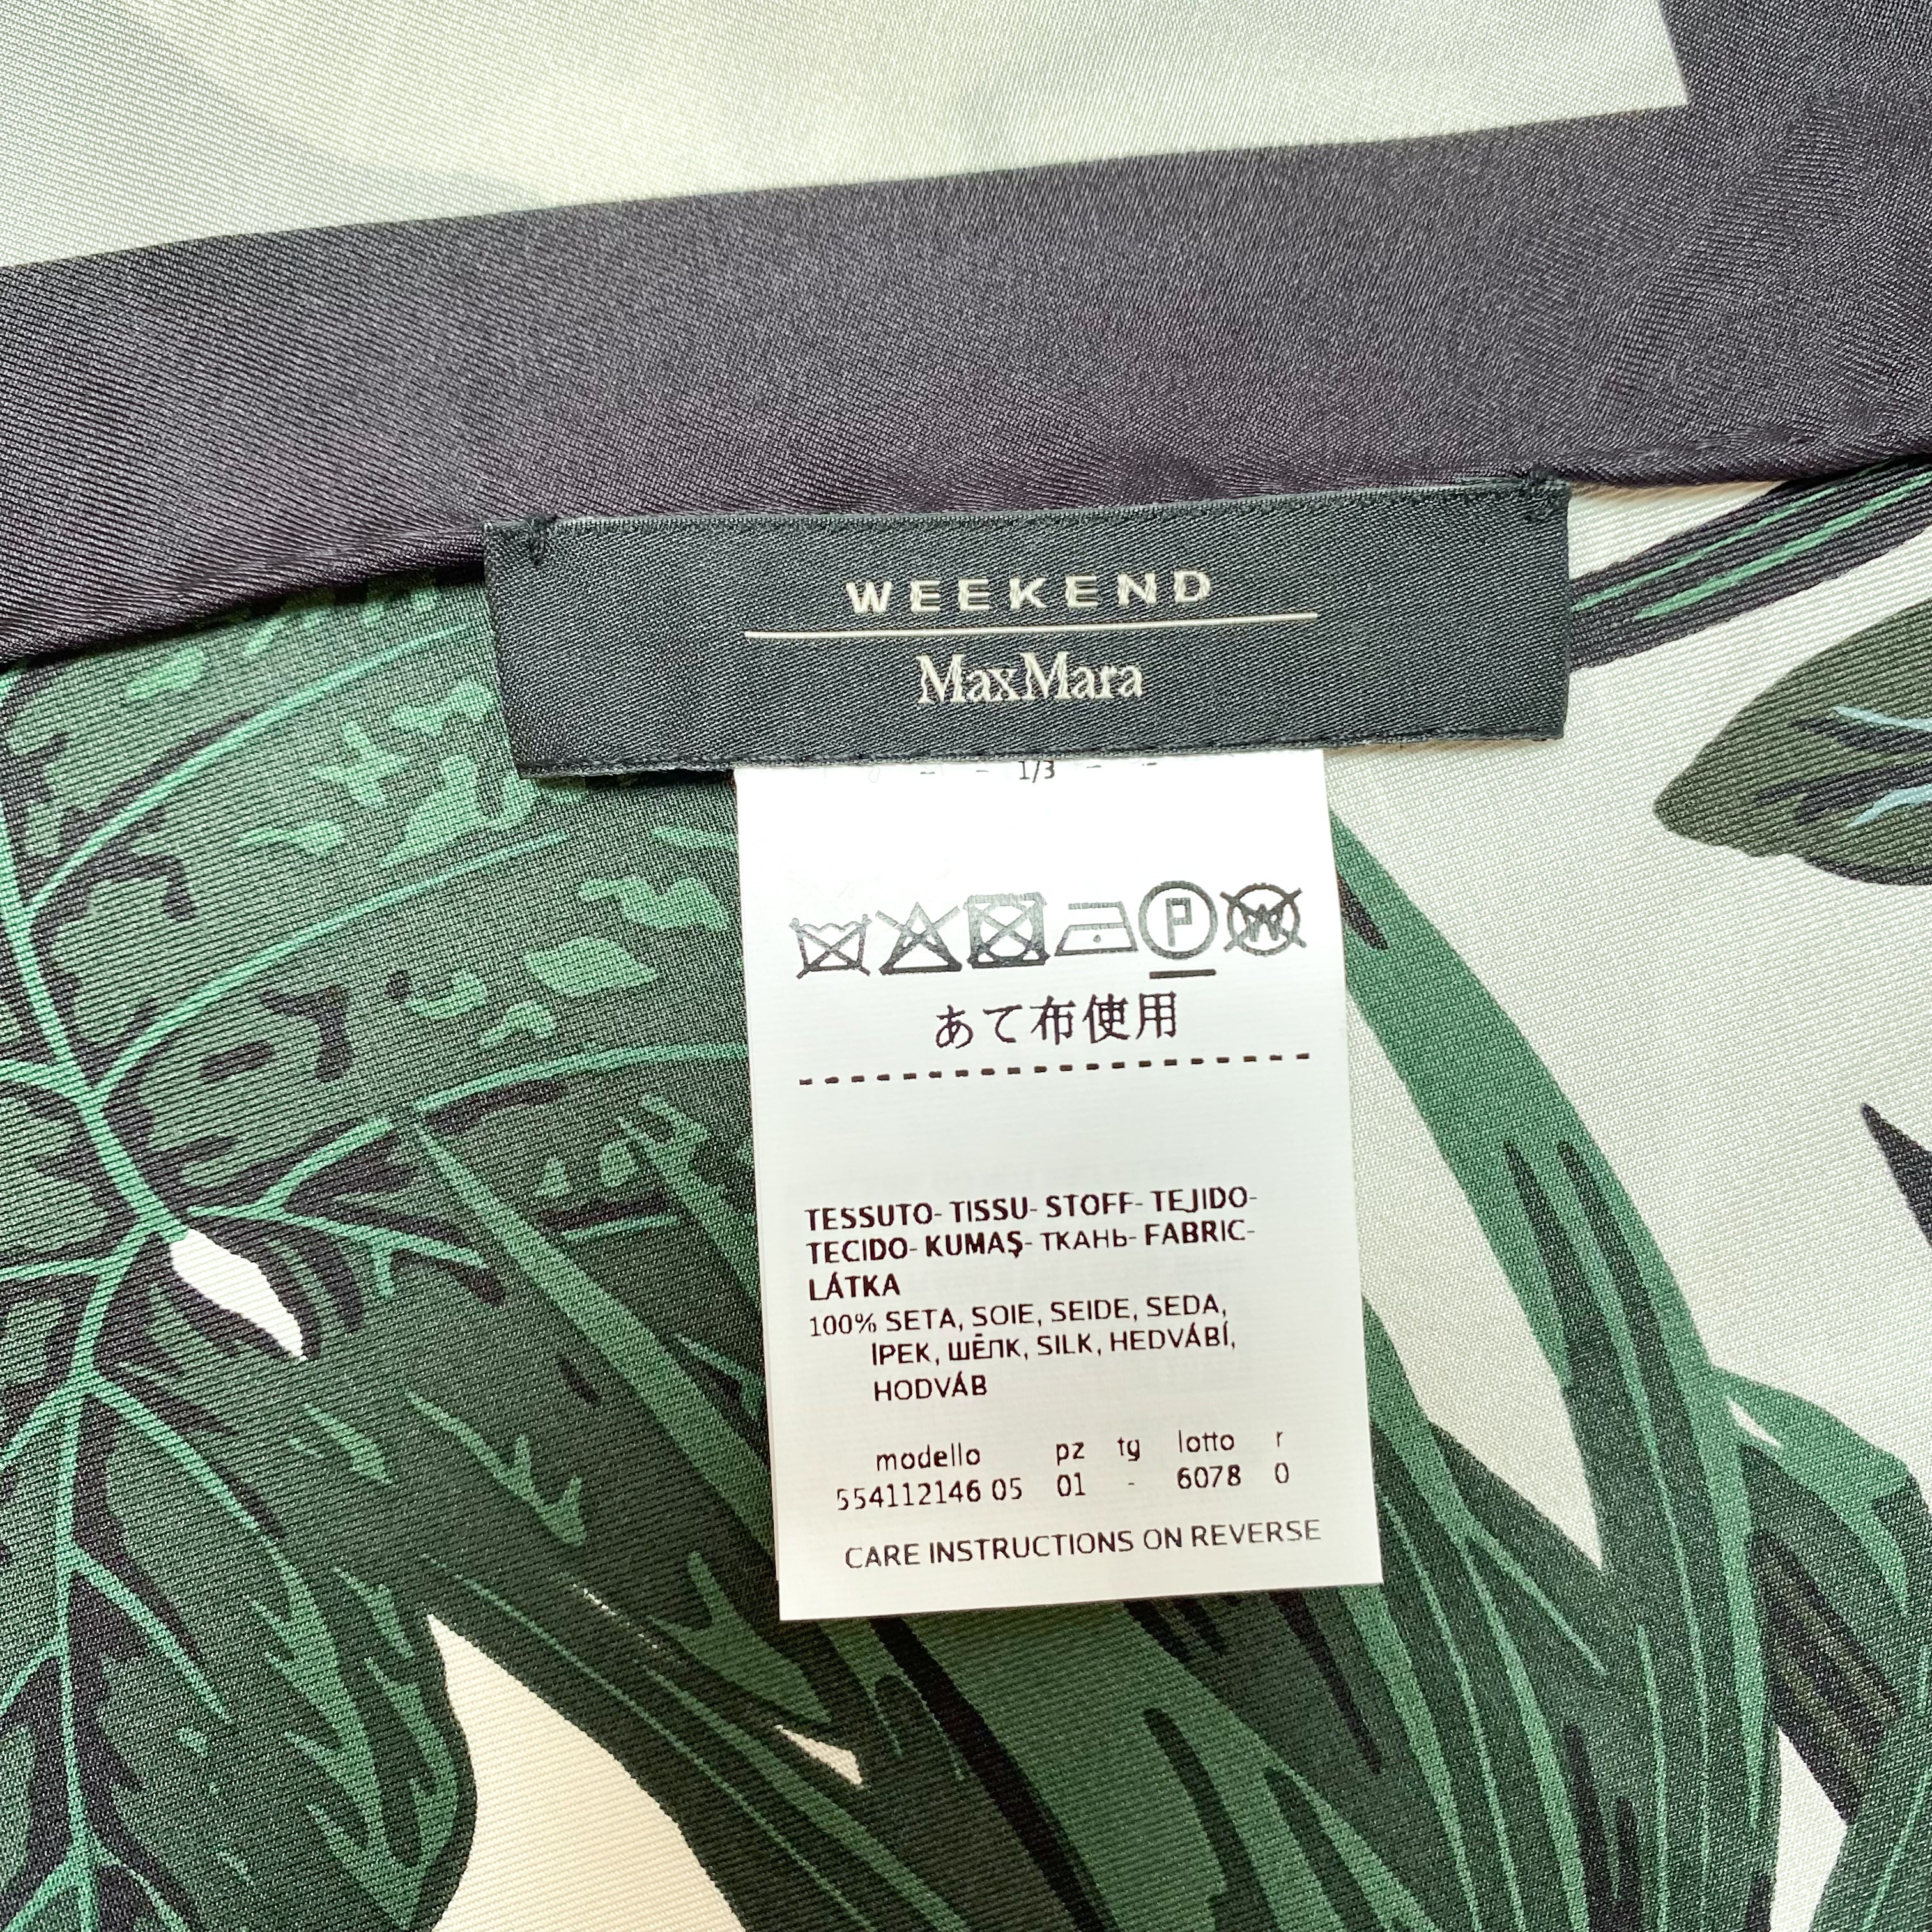 WEEKEND
MaxMara
1/3
P
W
あて布使用
TESSUTO- TISSU- STOFF- TEJIDO-
TECIDO- KUMAŞ- ТКАНЬ- FABRIC-
LÁTKA
100% SETA, SOIE, SEIDE, SEDA,
İPEK, ШЁЛК, SILK, HEDVÁBÍ,
HODVÁB
modello pz tg lotto r
554112146 05 01 - 6078 0
CARE INSTRUCTIONS ON REVERSE